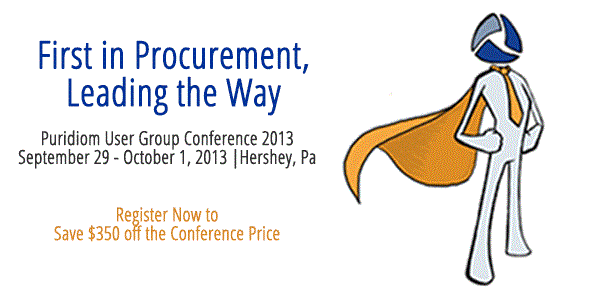 First in Procurement,
Leading the Way
Puridiom User Group Conference 2013
September 29 - October 1, 2013 |Hershey, Pa
Register Now to
Save $350 off the Conference Price